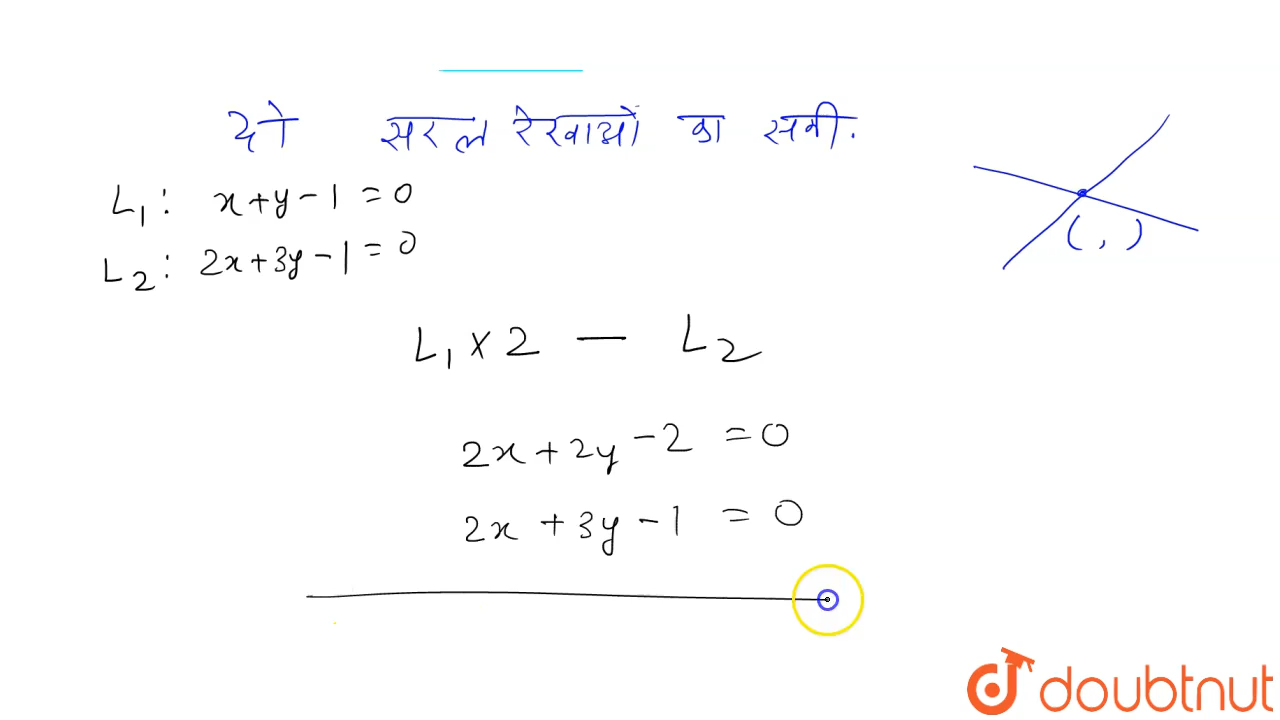 सरल रेखाओं का समी.
L1: x+y-1=0
L2: 2x+3y-1=0
( , )
L1 × 2 — L2
2x+2y-2=0
2x+3y-1=0
doubtnut